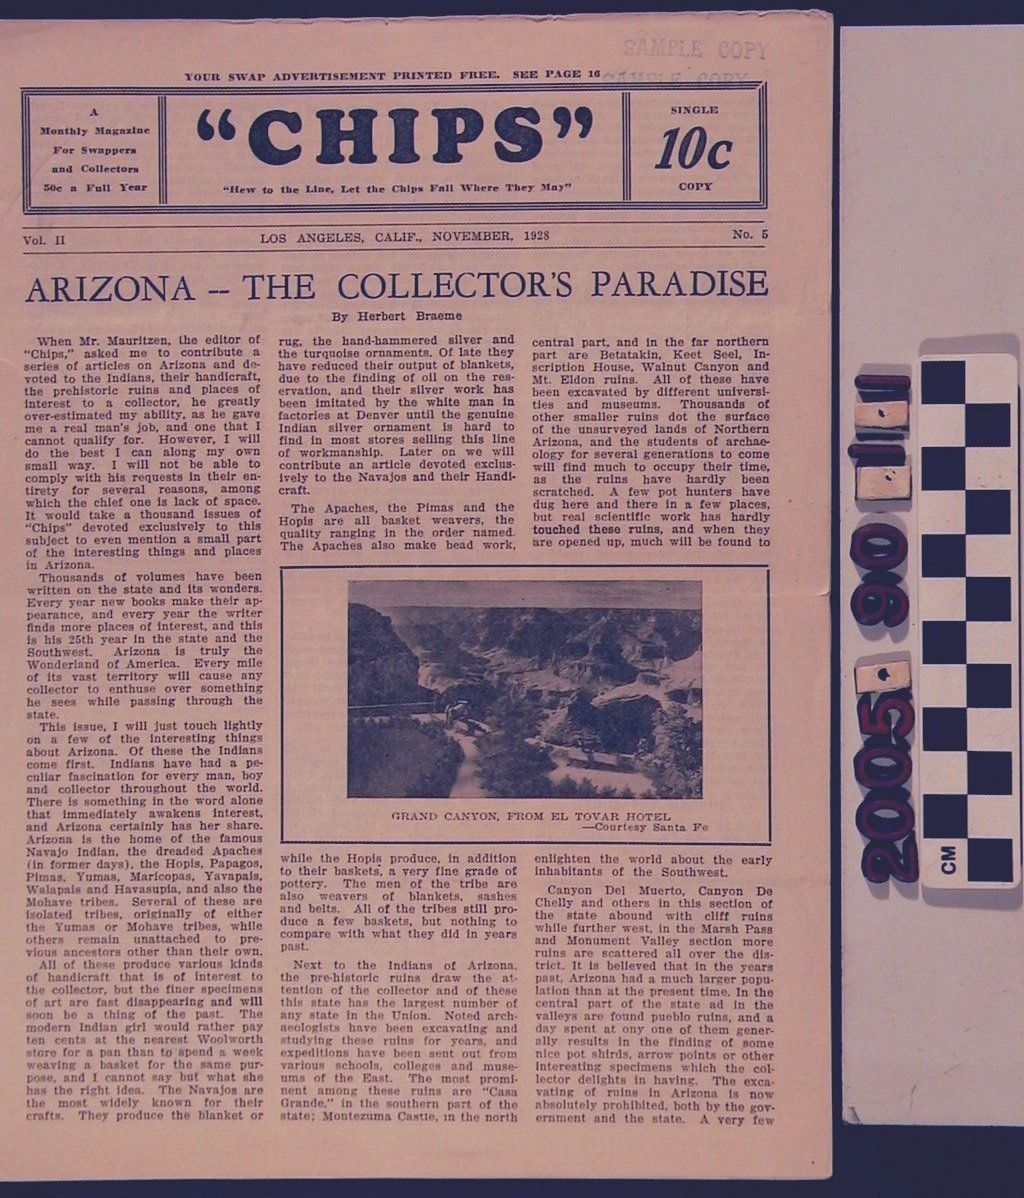 SAMPLE COPY
SAMPLE COPY
YOUR SWAP ADVERTISEMENT PRINTED FREE. SEE PAGE 16
A
Monthly Magazine
For Swappers
and Collectors
50c a Full Year
“CHIPS”
“Hew to the Line, Let the Chips Fall Where They May”
SINGLE
10c
COPY
Vol. II
LOS ANGELES, CALIF., NOVEMBER, 1928
No. 5
ARIZONA -- THE COLLECTOR'S PARADISE
By Herbert Braeme
When Mr. Mauritzen, the editor of
“Chips,” asked me to contribute a
series of articles on Arizona and de-
voted to the Indians, their handicraft,
the prehistoric ruins and places of
interest to a collector, he greatly
over-estimated my ability, as he gave
me a real man's job, and one that I
cannot qualify for. However, I will
do the best I can along my own
small way. I will not be able to
comply with his requests in their en-
tirety for several reasons, among
which the chief one is lack of space.
It would take a thousand issues of
“Chips” devoted exclusively to this
subject to even mention a small part
of the interesting things and places
in Arizona.
Thousands of volumes have been
written on the state and its wonders.
Every year new books make their ap-
pearance, and every year the writer
finds more places of interest, and this
is his 25th year in the state and the
Southwest. Arizona is truly the
Wonderland of America. Every mile
of its vast territory will cause any
collector to enthuse over something
he sees while passing through the
state.
This issue, I will just touch lightly
on a few of the interesting things
about Arizona. Of these the Indians
come first. Indians have had a pe-
culiar fascination for every man, boy
and collector throughout the world.
There is something in the word alone
that immediately awakens interest,
and Arizona certainly has her share.
Arizona is the home of the famous
Navajo Indian, the dreaded Apaches
(in former days), the Hopis, Papagos,
Pimas, Yumas, Maricopas, Yavapais,
Walapais and Havasupia, and also the
Mohave tribes. Several of these are
isolated tribes, originally of either
the Yumas or Mohave tribes, while
others remain unattached to pre-
vious ancestors other than their own.
All of these produce various kinds
of handicraft that is of interest to
the collector, but the finer specimens
of art are fast disappearing and will
soon be a thing of the past. The
modern Indian girl would rather pay
ten cents at the nearest Woolworth
store for a pan than to spend a week
weaving a basket for the same pur-
pose, and I cannot say but what she
has the right idea. The Navajos are
the most widely known for their
crafts. They produce the blanket or
rug, the hand-hammered silver and
the turquoise ornaments. Of late they
have reduced their output of blankets,
due to the finding of oil on the res-
ervation, and their silver work has
been imitated by the white man in
factories at Denver until the genuine
Indian silver ornament is hard to
find in most stores selling this line
of workmanship. Later on we will
contribute an article devoted exclus-
ively to the Navajos and their Handi-
craft.
The Apaches, the Pimas and the
Hopis are all basket weavers, the
quality ranging in the order named.
The Apaches also make bead work,
central part, and in the far northern
part are Betatakin, Keet Seel, In-
scription House, Walnut Canyon and
Mt. Eldon ruins. All of these have
been excavated by different universi-
ties and museums. Thousands of
other smaller ruins dot the surface
of the unsurveyed lands of Northern
Arizona, and the students of archae-
ology for several generations to come
will find much to occupy their time,
as the ruins have hardly been
scratched. A few pot hunters have
dug here and there in a few places,
but real scientific work has hardly
touched these ruins, and when they
are opened up, much will be found to
GRAND CANYON, FROM EL TOVAR HOTEL
—Courtesy Santa Fe
while the Hopis produce, in addition
to their baskets, a very fine grade of
pottery. The men of the tribe are
also weavers of blankets, sashes
and belts. All of the tribes still pro-
duce a few baskets, but nothing to
compare with what they did in years
past.
Next to the Indians of Arizona,
the pre-historic ruins draw the at-
tention of the collector and of these
this state has the largest number of
any state in the Union. Noted arch-
aeologists have been excavating and
studying these ruins for years, and
expeditions have been sent out from
various schools, colleges and muse-
ums of the East. The most promi-
nent among these ruins are “Casa
Grande,” in the southern part of the
state; Montezuma Castle, in the north
enlighten the world about the early
inhabitants of the Southwest.
Canyon Del Muerto, Canyon De
Chelly and others in this section of
the state abound with cliff ruins
while further west, in the Marsh Pass
and Monument Valley section more
ruins are scattered all over the dis-
trict. It is believed that in the years
past, Arizona had a much larger popu-
lation than at the present time. In the
central part of the state ad in the
valleys are found pueblo ruins, and a
day spent at ony one of them gener-
ally results in the finding of some
nice pot shirds, arrow points or other
interesting specimens which the col-
lector delights in having. The exca-
vating of ruins in Arizona is now
absolutely prohibited, both by the gov-
ernment and the state. A very few
2005.90.1.11
CM